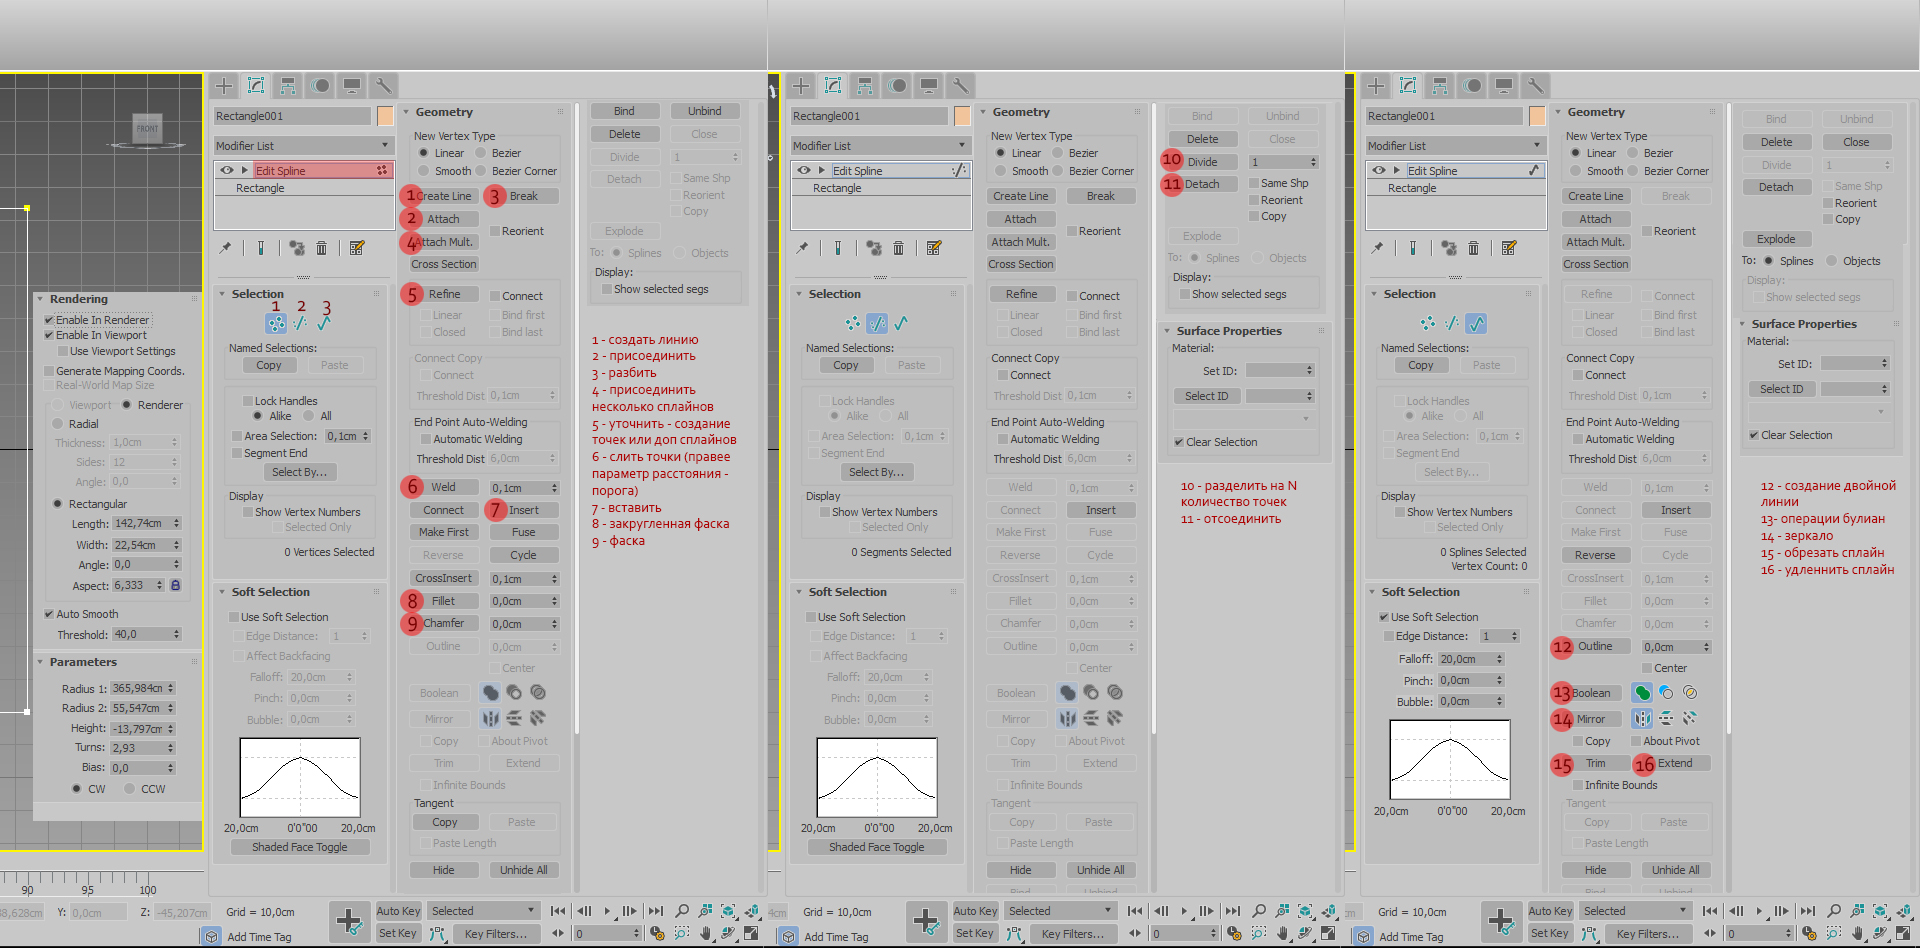 FRONT
Rendering
Enable In Renderer
Enable In Viewport
Use Viewport Settings
Generate Mapping Coords.
Real-World Map Size
Viewport Renderer
Radial
Thickness: 1,0cm
Sides: 12
Angle: 0,0
Rectangular
Length: 142,74cm
Width: 22,54cm
Angle: 0,0
Aspect: 6,333
Auto Smooth
Threshold: 40,0
Parameters
Radius 1: 365,984cm
Radius 2: 55,547cm
Height: -13,797cm
Turns: 2,93
Bias: 0,0
CW CCW
90 95 100
8,628cm Y: 0,0cm Z: -45,207cm
Rectangle001
Modifier List
Edit Spline
Rectangle
Selection
1 2 3
Named Selections:
Copy Paste
Lock Handles
Alike All
Area Selection: 0,1cm
Segment End
Select By...
Display
Show Vertex Numbers
Selected Only
0 Vertices Selected
Soft Selection
Use Soft Selection
Edge Distance: 1
Affect Backfacing
Falloff: 20,0cm
Pinch: 0,0cm
Bubble: 0,0cm
20,0cm 0'0"00 20,0cm
Shaded Face Toggle
Geometry
New Vertex Type
Linear Bezier
Smooth Bezier Corner
1 Create Line 3 Break
2 Attach
Reorient
4 Attach Mult.
Cross Section
5 Refine Connect
Linear Bind first
Closed Bind last
Connect Copy
Connect
Threshold Dist 0,1cm
End Point Auto-Welding
Automatic Welding
Threshold Dist 6,0cm
6 Weld 0,1cm
Connect 7 Insert
Make First Fuse
Reverse Cycle
CrossInsert 0,1cm
8 Fillet 0,0cm
9 Chamfer 0,0cm
Outline 0,0cm
Center
Boolean
Mirror
Copy About Pivot
Trim Extend
Infinite Bounds
Tangent
Copy Paste
Paste Length
Hide Unhide All
Bind Unbind
Delete Close
Divide 1
Detach Same Shp
Reorient
Copy
Explode
To: Splines Objects
Display:
Show selected segs
1 - создать линию
2 - присоединить
3 - разбить
4 - присоединить
несколько сплайнов
5 - уточнить - создание
точек или доп сплайнов
6 - слить точки (правее
параметр расстояния -
порога)
7 - вставить
8 - закругленная фаска
9 - фаска
Grid = 10,0cm
Add Time Tag
Auto Key Selected
Set Key Key Filters...
0
Rectangle001
Modifier List
Edit Spline
Rectangle
Selection
Named Selections:
Copy Paste
Lock Handles
Alike All
Area Selection: 0,1cm
Segment End
Select By...
Display
Show Vertex Numbers
Selected Only
0 Segments Selected
Soft Selection
Use Soft Selection
Edge Distance: 1
Affect Backfacing
Falloff: 20,0cm
Pinch: 0,0cm
Bubble: 0,0cm
20,0cm 0'0"00 20,0cm
Shaded Face Toggle
Geometry
New Vertex Type
Linear Bezier
Smooth Bezier Corner
Create Line Break
Attach
Reorient
Attach Mult.
Cross Section
Refine Connect
Linear Bind first
Closed Bind last
Connect Copy
Connect
Threshold Dist 0,1cm
End Point Auto-Welding
Automatic Welding
Threshold Dist 6,0cm
Weld 0,1cm
Connect Insert
Make First Fuse
Reverse Cycle
CrossInsert 0,1cm
Fillet 0,0cm
Chamfer 0,0cm
Outline 0,0cm
Center
Boolean
Mirror
Copy About Pivot
Trim Extend
Infinite Bounds
Tangent
Copy Paste
Paste Length
Hide Unhide All
Bind Unbind
Bind Unbind
Delete Close
10 Divide 1
11 Detach Same Shp
Reorient
Copy
Explode
To: Splines Objects
Display:
Show selected segs
Surface Properties
Material:
Set ID:
Select ID
Clear Selection
10 - разделить на N
количество точек
11 - отсоединить
4cm Grid = 10,0cm
Add Time Tag
Auto Key Selected
Set Key Key Filters...
0
Rectangle001
Modifier List
Edit Spline
Rectangle
Selection
Named Selections:
Copy Paste
Lock Handles
Alike All
Area Selection: 0,1cm
Segment End
Select By...
Display
Show Vertex Numbers
Selected Only
0 Splines Selected
Vertex Count: 0
Soft Selection
Use Soft Selection
Edge Distance: 1
Falloff: 20,0cm
Pinch: 0,0cm
Bubble: 0,0cm
20,0cm 0'0"00 20,0cm
Geometry
New Vertex Type
Linear Bezier
Smooth Bezier Corner
Create Line Break
Attach
Reorient
Attach Mult.
Cross Section
Refine Connect
Linear Bind first
Closed Bind last
Connect Copy
Connect
Threshold Dist 0,1cm
End Point Auto-Welding
Automatic Welding
Threshold Dist 6,0cm
Weld 0,1cm
Connect Insert
Make First Fuse
Reverse Cycle
CrossInsert 0,1cm
Fillet 0,0cm
Chamfer 0,0cm
12 Outline 0,0cm
Center
13 Boolean
14 Mirror
Copy About Pivot
15 Trim 16 Extend
Infinite Bounds
Tangent
Copy Paste
Paste Length
Hide Unhide All
Bind Unbind
Bind Unbind
Delete Close
Divide 1
Detach Same Shp
Reorient
Copy
Explode
To: Splines Objects
Display:
Show selected segs
Surface Properties
Material:
Set ID:
Select ID
Clear Selection
12 - создание двойной
линии
13- операции булиан
14 - зеркало
15 - обрезать сплайн
16 - удленнить сплайн
cm Grid = 10,0cm
Add Time Tag
Auto Key Selected
Set Key Key Filters...
0